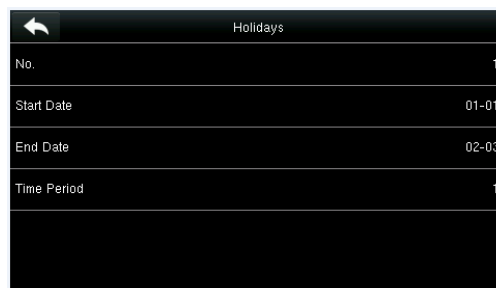 Holidays
No. 1
Start Date 01-01
End Date 02-03
Time Period 1